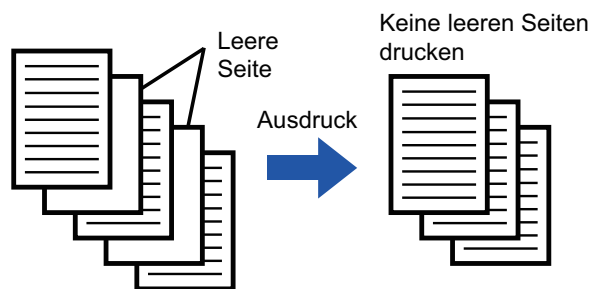 Leere
Seite
Ausdruck
Keine leeren Seiten
drucken